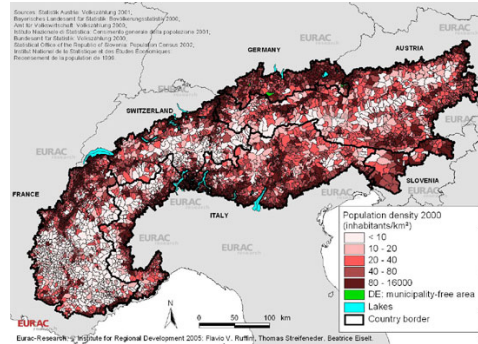 Sources: Statistik Austria: Volkszählung 2001,
Bayerisches Landesamt für Statistik: Bevölkerungsstatistik 2000,
Amt für Volkswirtschaft: Volkszählung 2000,
Istituto Nazionale di Statistica: Censimento generale della popolazione 2001,
Bundesamt für Statistik: Volkszählung 2000,
Statistical Office of the Republic of Slovenia: Population Census 2002,
Institut National de la Statistique et des Études Économiques:
Recensement de la population de 1999.
GERMANY
AUSTRIA
SWITZERLAND
EURAC
EURAC
EURAC
FRANCE
ITALY
SLOVENIA
EURAC
EURAC
Population density 2000
(inhabitants/km²)
< 10
10 - 20
20 - 40
40 - 80
80 - 16000
DE: municipality-free area
Lakes
Country border
N
0 50 100
km
EURAC
Eurac-Research, © Institute for Regional Development 2005: Flavio V. Ruffini, Thomas Streifeneder, Beatrice Eiselt.